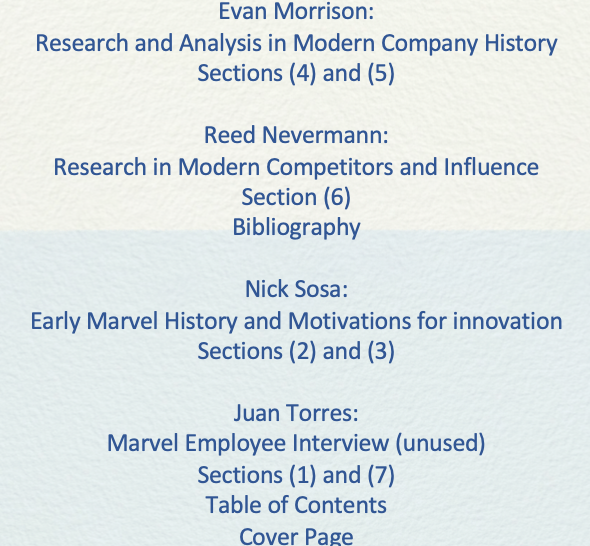 Evan Morrison:
Research and Analysis in Modern Company History
Sections (4) and (5)
Reed Nevermann:
Research in Modern Competitors and Influence
Section (6)
Bibliography
Nick Sosa:
Early Marvel History and Motivations for innovation
Sections (2) and (3)
Juan Torres:
Marvel Employee Interview (unused)
Sections (1) and (7)
Table of Contents
Cover Page